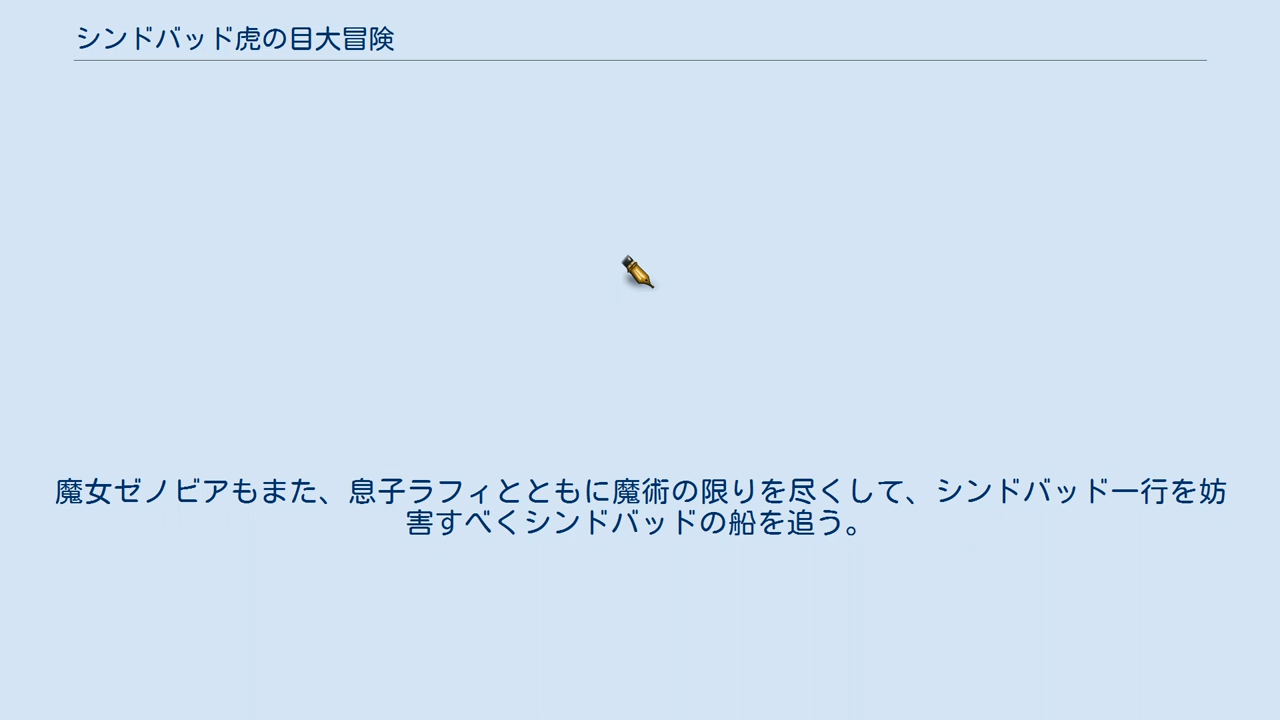 シンドバッド虎の目大冒険
魔女ゼノビアもまた、息子ラフィとともに魔術の限りを尽くして、シンドバッド一行を妨
害すべくシンドバッドの船を追う。